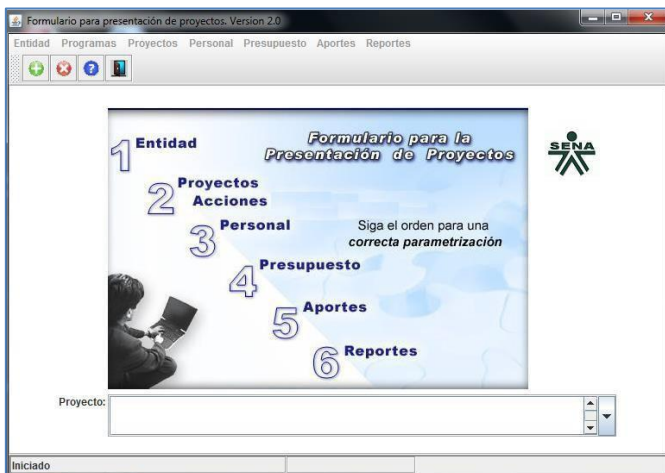 Formulario para presentación de proyectos. Version 2.0
Entidad Programas Proyectos Personal Presupuesto Aportes Reportes
Formulario para la
Presentación de Proyectos
SENA
1 Entidad
2 Proyectos
Acciones
3 Personal
Siga el orden para una
correcta parametrización
4 Presupuesto
5 Aportes
6 Reportes
Proyecto:
Iniciado